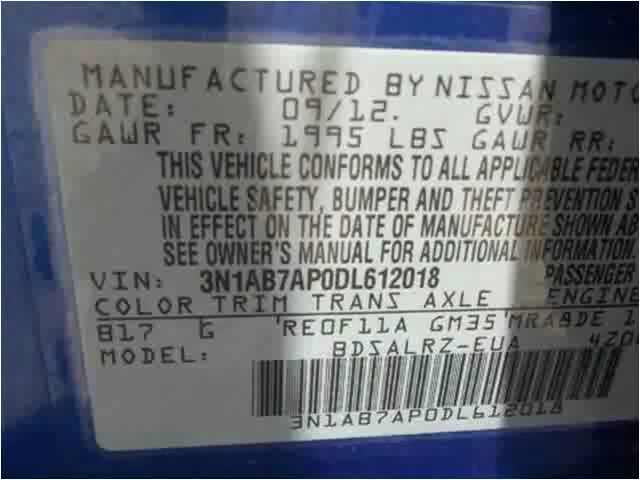 MANUFACTURED BY NISSAN MOTO
DATE: 09/12. GVWR:
GAWR FR: 1995 LBS GAWR RR:
THIS VEHICLE CONFORMS TO ALL APPLICABLE FEDER
VEHICLE SAFETY, BUMPER AND THEFT PREVENTION S
IN EFFECT ON THE DATE OF MANUFACTURE SHOWN AB
SEE OWNER'S MANUAL FOR ADDITIONAL INFORMATION.
VIN: 3N1AB7AP0DL612018 PASSENGER
COLOR TRIM TRANS AXLE ENGINE
B17 G 'RE0F11A GM35'MRA8DE 1
MODEL: BDSALRZ-EUA
3N1AB7AP0DL612018